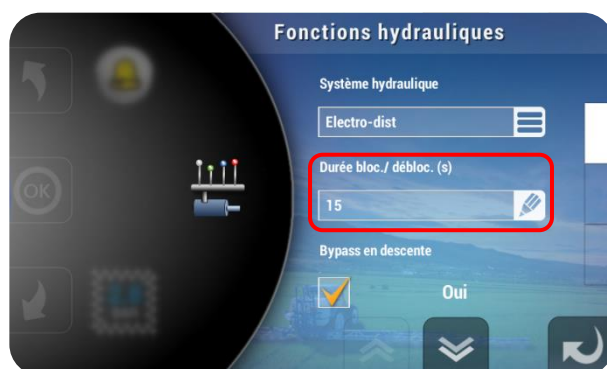 Fonctions hydrauliques
Système hydraulique
Electro-dist
Durée bloc./ débloc. (s)
15
OK
Bypass en descente
Oui